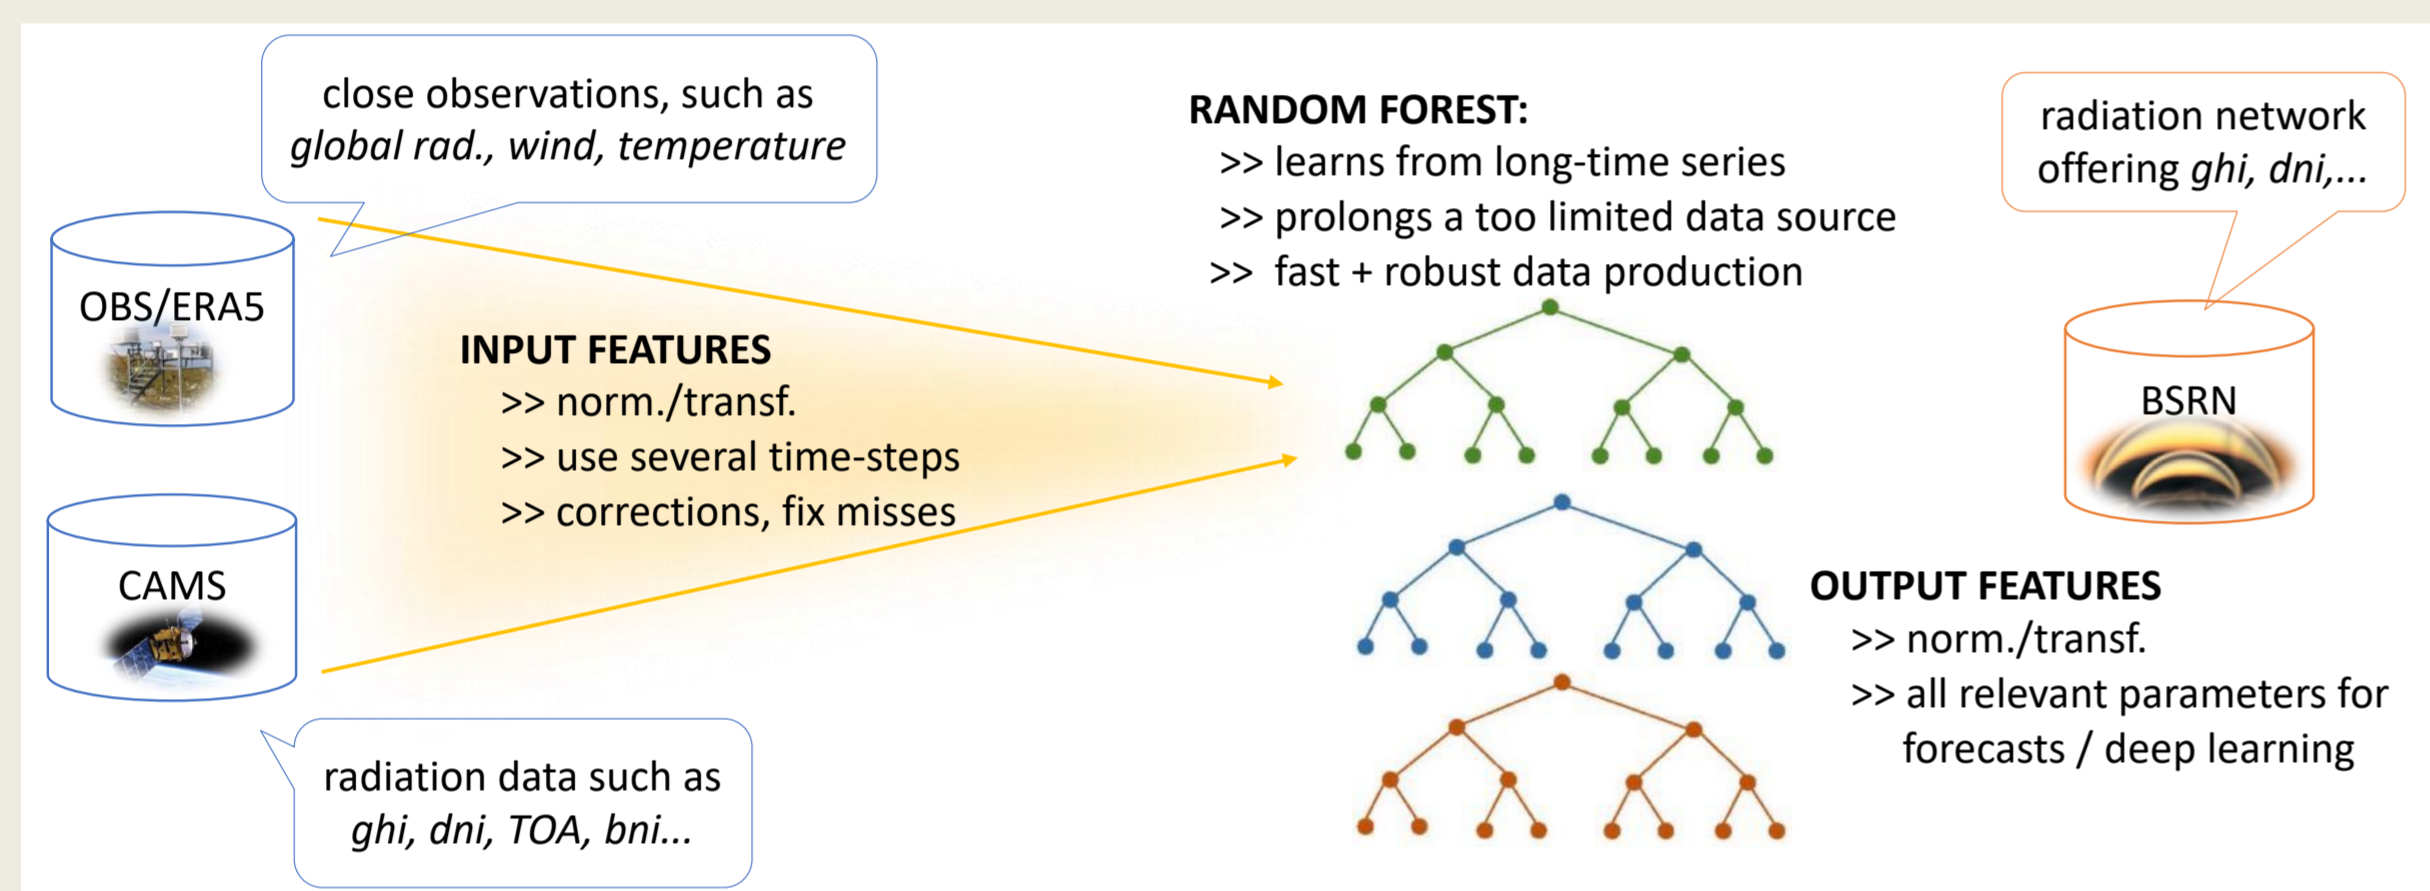 close observations, such as
global rad., wind, temperature
OBS/ERA5
INPUT FEATURES
>> norm./transf.
>> use several time-steps
>> corrections, fix misses
CAMS
radiation data such as
ghi, dni, TOA, bni...
RANDOM FOREST:
>> learns from long-time series
>> prolongs a too limited data source
>> fast + robust data production
radiation network
offering ghi, dni,...
BSRN
OUTPUT FEATURES
>> norm./transf.
>> all relevant parameters for
forecasts / deep learning